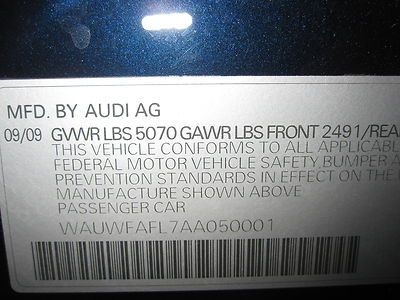 MFD. BY AUDI AG
09/09 GVWR LBS 5070 GAWR LBS FRONT 2491/REA
THIS VEHICLE CONFORMS TO ALL APPLICABLE
FEDERAL MOTOR VEHICLE SAFETY BUMPER A
PREVENTION STANDARDS IN EFFECT ON THE
MANUFACTURE SHOWN ABOVE
PASSENGER CAR
WAUWFAFL7AA050001